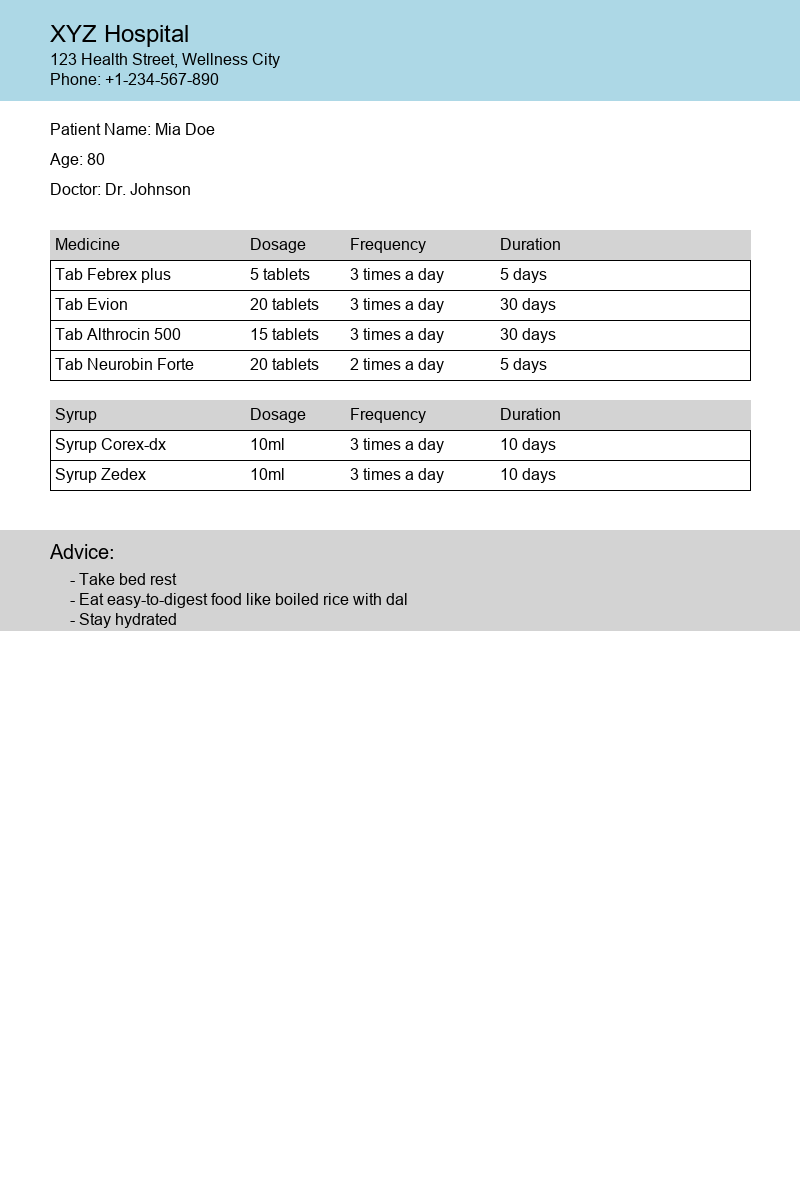 XYZ Hospital
123 Health Street, Wellness City
Phone: +1-234-567-890
Patient Name: Mia Doe
Age: 80
Doctor: Dr. Johnson
Medicine Dosage Frequency Duration
Tab Febrex plus 5 tablets 3 times a day 5 days
Tab Evion 20 tablets 3 times a day 30 days
Tab Althrocin 500 15 tablets 3 times a day 30 days
Tab Neurobin Forte 20 tablets 2 times a day 5 days
Syrup Dosage Frequency Duration
Syrup Corex-dx 10ml 3 times a day 10 days
Syrup Zedex 10ml 3 times a day 10 days
Advice:
- Take bed rest
- Eat easy-to-digest food like boiled rice with dal
- Stay hydrated